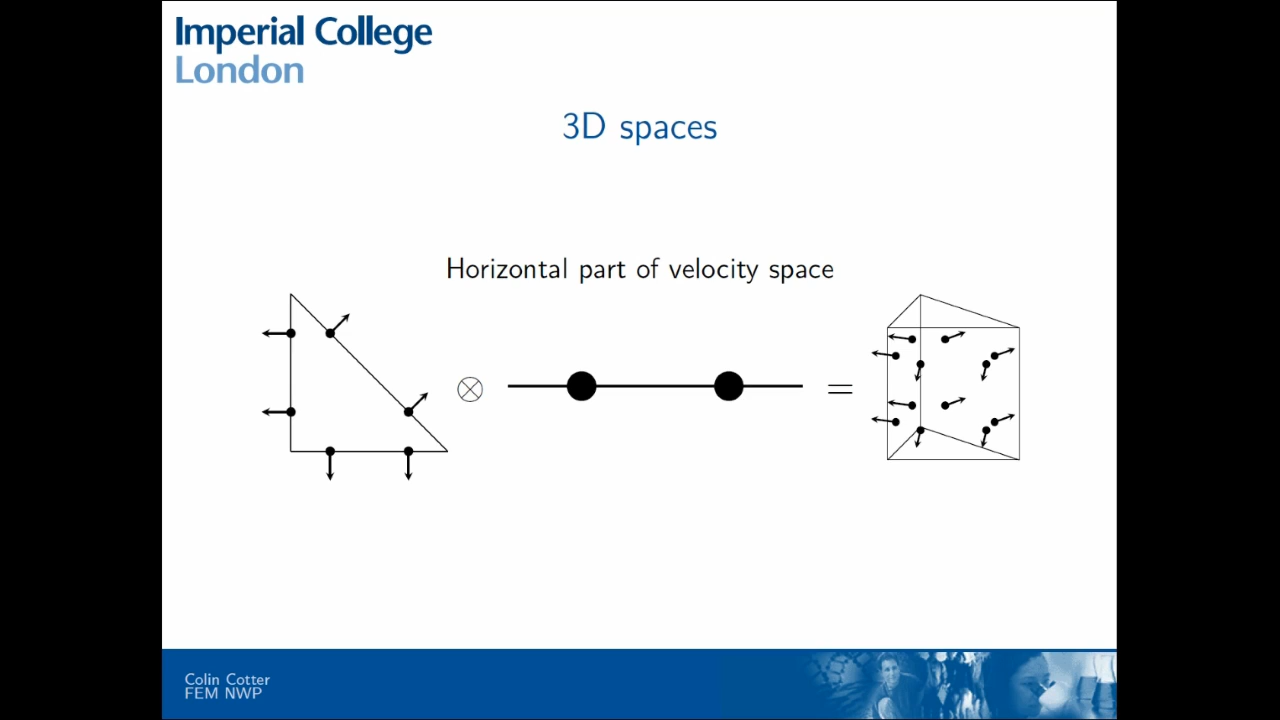 Imperial College
London
3D spaces
Horizontal part of velocity space
⊗
=
Colin Cotter
FEM NWP